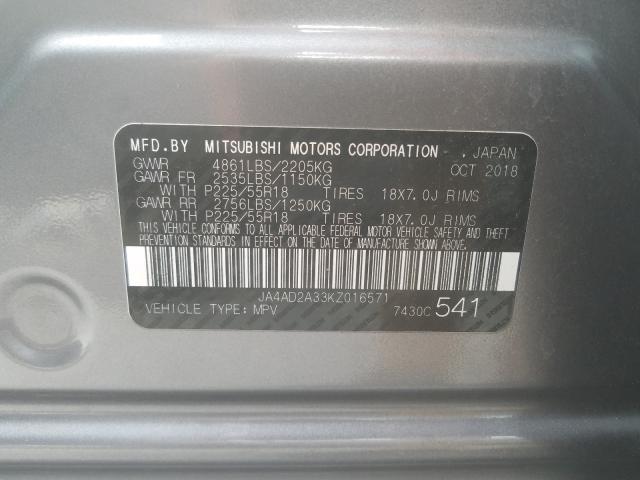 MFD.BY MITSUBISHI MOTORS CORPORATION , JAPAN
GVWR 4861LBS/2205KG OCT 2018
GAWR FR 2535LBS/1150KG
WITH P225/55R18 TIRES 18X7.0J RIMS
GAWR RR 2756LBS/1250KG
WITH P225/55R18 TIRES 18X7.0J RIMS
THIS VEHICLE CONFORMS TO ALL APPLICABLE FEDERAL MOTOR VEHICLE SAFETY AND THEFT
PREVENTION STANDARDS IN EFFECT ON THE DATE OF MANUFACTURE SHOWN ABOVE.
JA4AD2A33KZ016571
VEHICLE TYPE: MPV 7430C 541